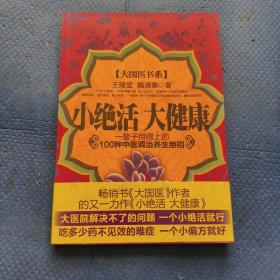 【大国医书系】
王维堂 魏清素◎著
小绝活 大健康
一辈子用得上的
100种中医调治养生绝招
畅销书《大国医》作者
的又一力作《小绝活 大健康》
大医院解决不了的问题 一个小绝活就行
吃多少药不见效的难症 一个小偏方就好